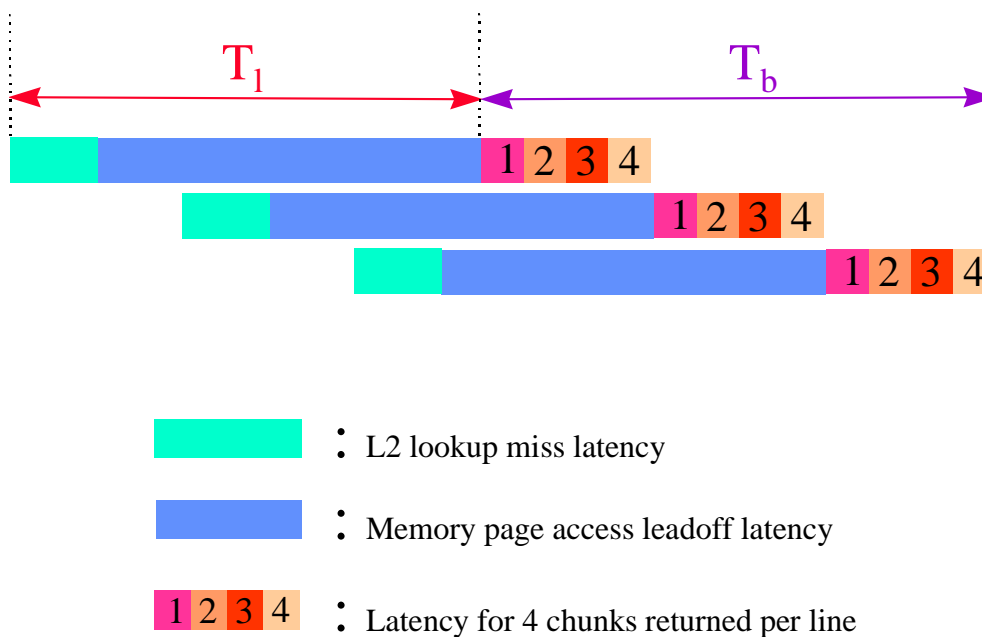 T_l T_b
1 2 3 4
1 2 3 4
1 2 3 4
: L2 lookup miss latency
: Memory page access leadoff latency
1 2 3 4 : Latency for 4 chunks returned per line